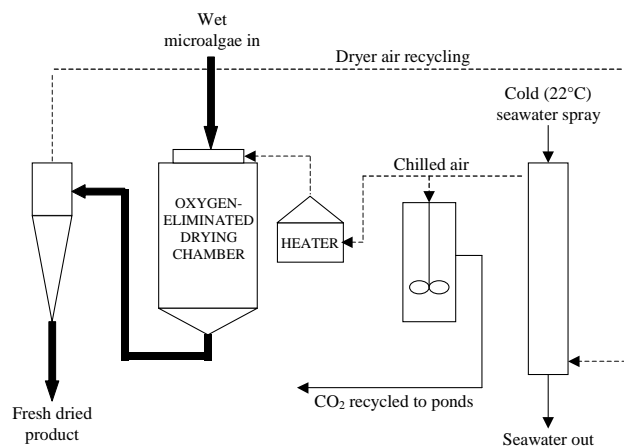 Wet
microalgae in
Dryer air recycling
Cold (22°C)
seawater spray
Chilled air
OXYGEN-
ELIMINATED
DRYING
CHAMBER
HEATER
CO₂ recycled to ponds
Fresh dried
product
Seawater out